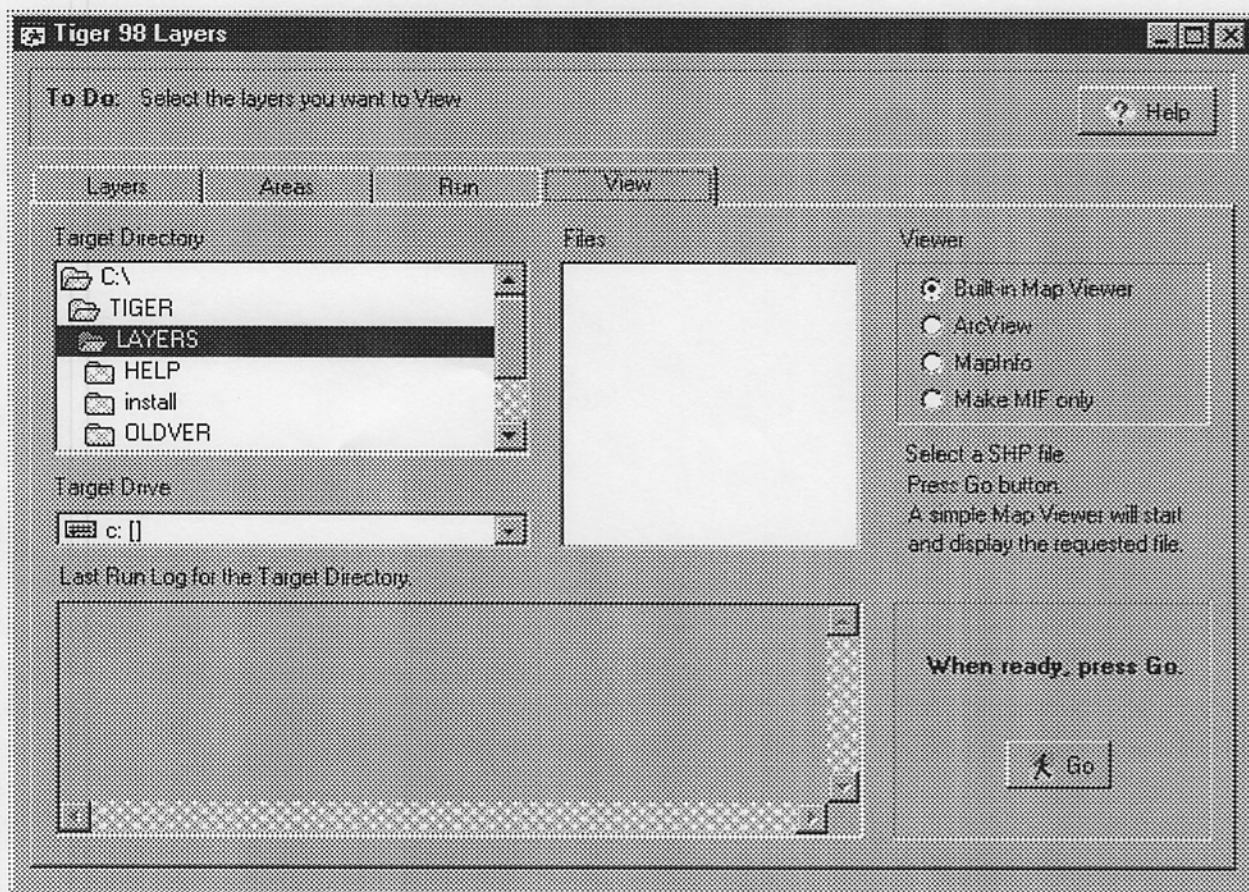 Tiger 98 Layers
To Do: Select the layers you want to View
Help
Layers
Areas
Run
View
Target Directory
C:\
TIGER
LAYERS
HELP
install
OLDVER
Target Drive
c: []
Files
Viewer
Built-in Map Viewer
ArcView
MapInfo
Make MIF only
Select a SHP file.
Press Go button.
A simple Map Viewer will start
and display the requested file.
Last Run Log for the Target Directory.
When ready, press Go.
Go